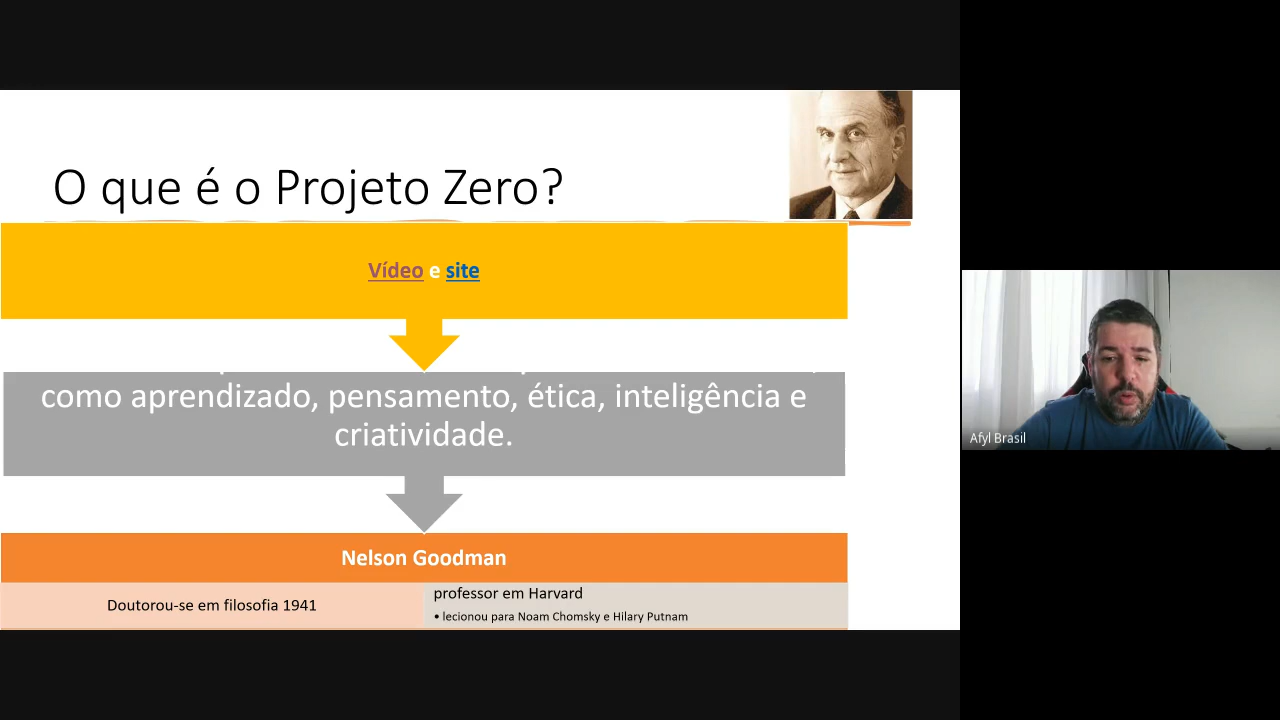 O que é o Projeto Zero?
Vídeo e site
como aprendizado, pensamento, ética, inteligência e
criatividade.
Nelson Goodman
Doutorou-se em filosofia 1941
professor em Harvard
• lecionou para Noam Chomsky e Hilary Putnam
Afyl Brasil